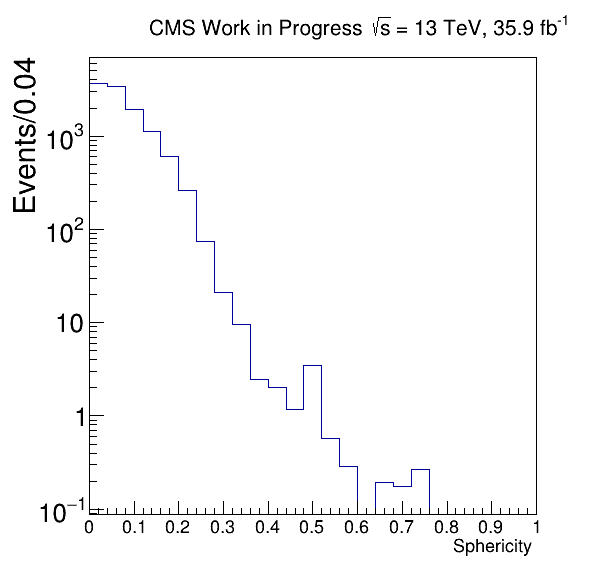 CMS Work in Progress √s = 13 TeV, 35.9 fb⁻¹
Events/0.04
10³
10²
10
1
10⁻¹
0 0.1 0.2 0.3 0.4 0.5 0.6 0.7 0.8 0.9 1
Sphericity